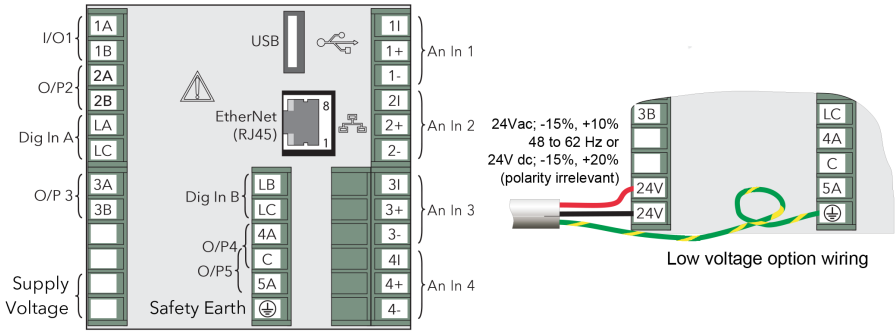 I/O1
1A
1B
O/P2
2A
2B
Dig In A
LA
LC
O/P 3
3A
3B
Supply
Voltage
USB
EtherNet
(RJ45)
8
1
Dig In B
LB
LC
O/P4
4A
C
O/P5
5A
Safety Earth
1I
1+
1-
An In 1
2I
2+
2-
An In 2
3I
3+
3-
An In 3
4I
4+
4-
An In 4
24Vac; -15%, +10%
48 to 62 Hz or
24V dc; -15%, +20%
(polarity irrelevant)
3B
24V
24V
LC
4A
C
5A
Low voltage option wiring